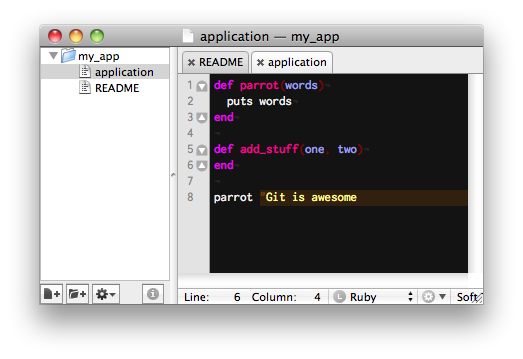 application — my_app
my_app
application
README
README
application
1 def parrot(words)¬
2 puts words¬
3 end¬
4 ¬
5 def add_stuff(one, two)¬
6 end¬
7 ¬
8 parrot "Git is awesome
Line: 6 Column: 4 L Ruby Soft